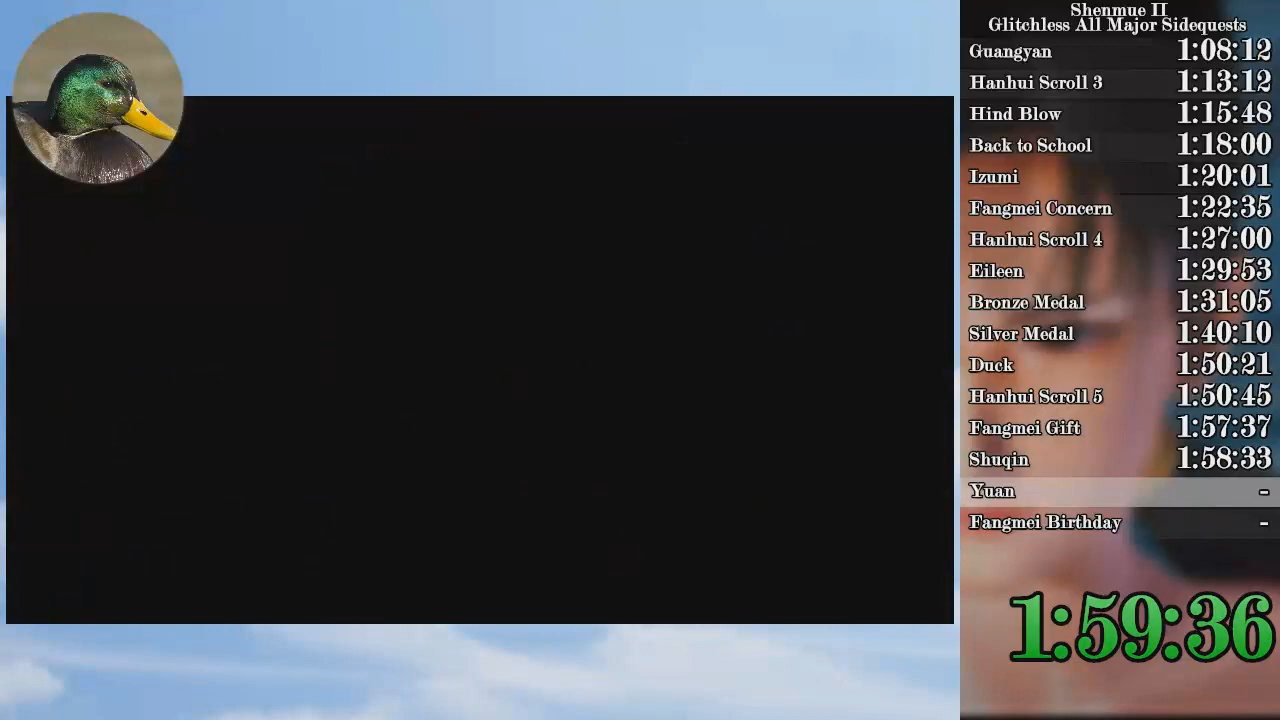 Shenmue II
Glitchless All Major Sidequests
Guangyan 1:08:12
Hanhui Scroll 3 1:13:12
Hind Blow 1:15:48
Back to School 1:18:00
Izumi 1:20:01
Fangmei Concern 1:22:35
Hanhui Scroll 4 1:27:00
Eileen 1:29:53
Bronze Medal 1:31:05
Silver Medal 1:40:10
Duck 1:50:21
Hanhui Scroll 5 1:50:45
Fangmei Gift 1:57:37
Shuqin 1:58:33
Yuan -
Fangmei Birthday -
1:59:36